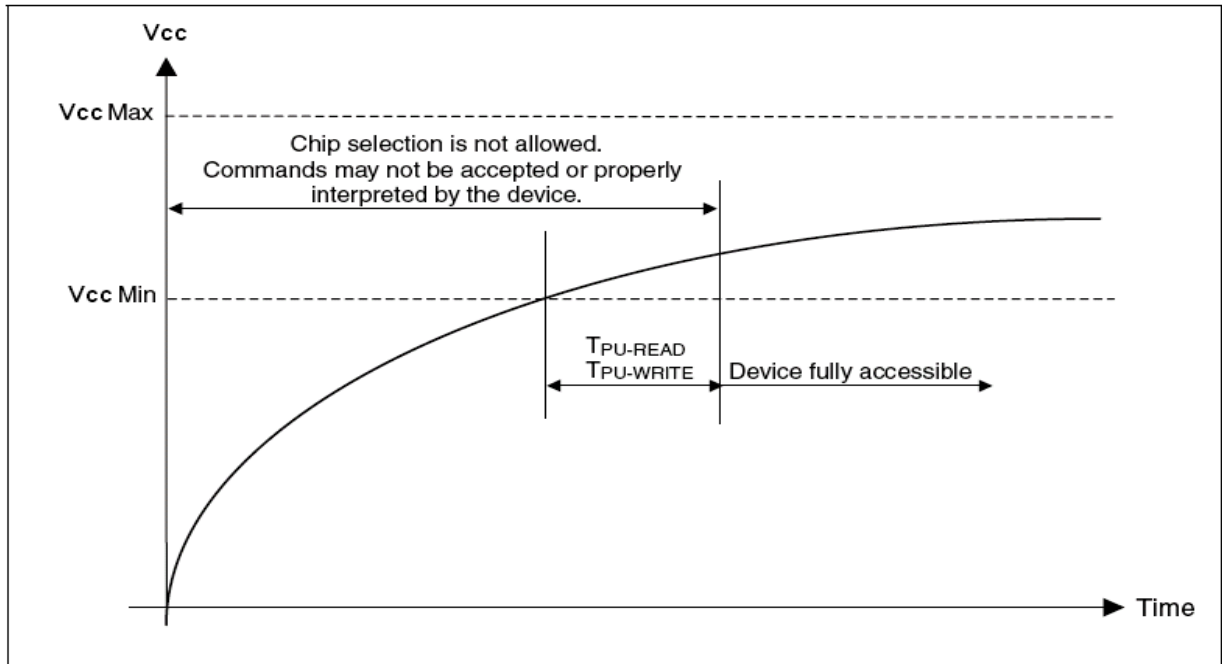 Vcc
Vcc Max
Chip selection is not allowed.
Commands may not be accepted or properly
interpreted by the device.
Vcc Min
TPU-READ
TPU-WRITE
Device fully accessible
Time